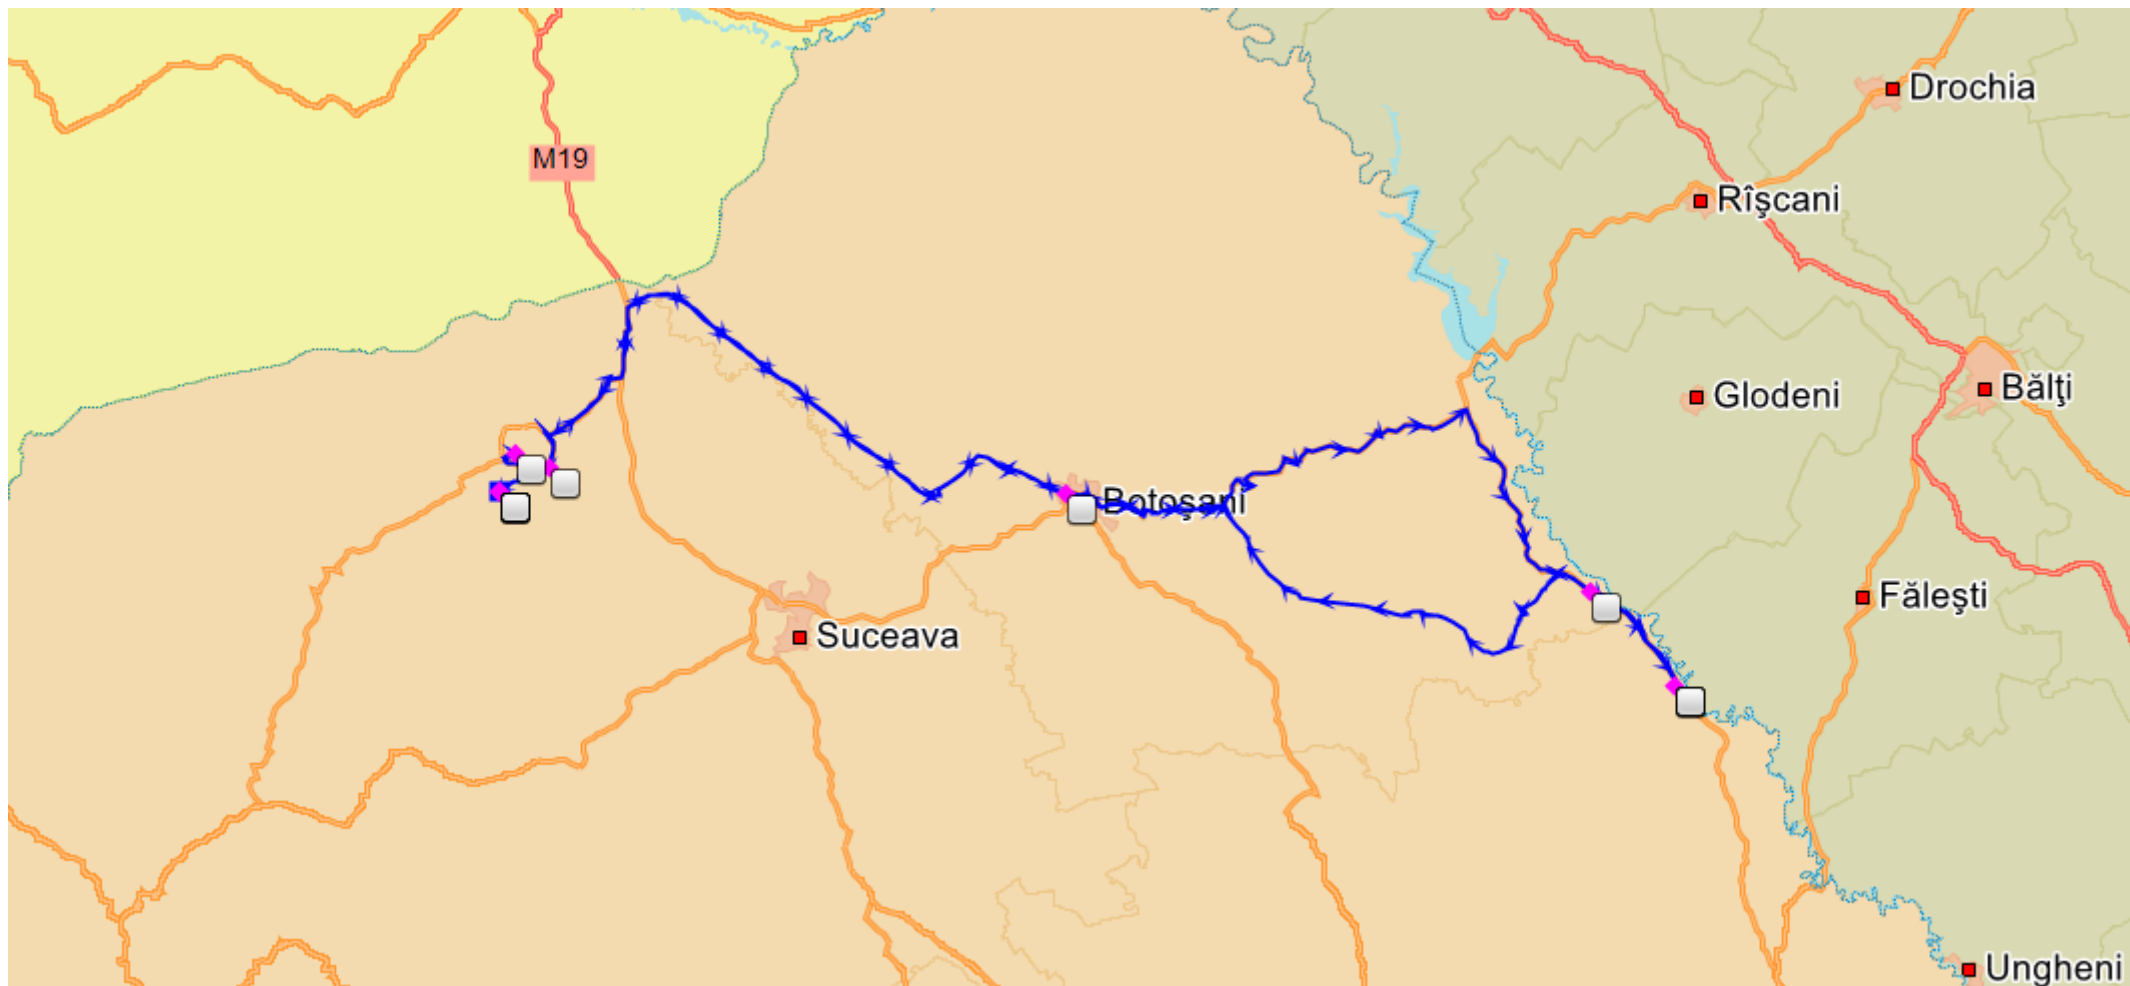 Drochia
M19
Rîşcani
Bălţi
Glodeni
Botoşani
Făleşti
Suceava
Ungheni